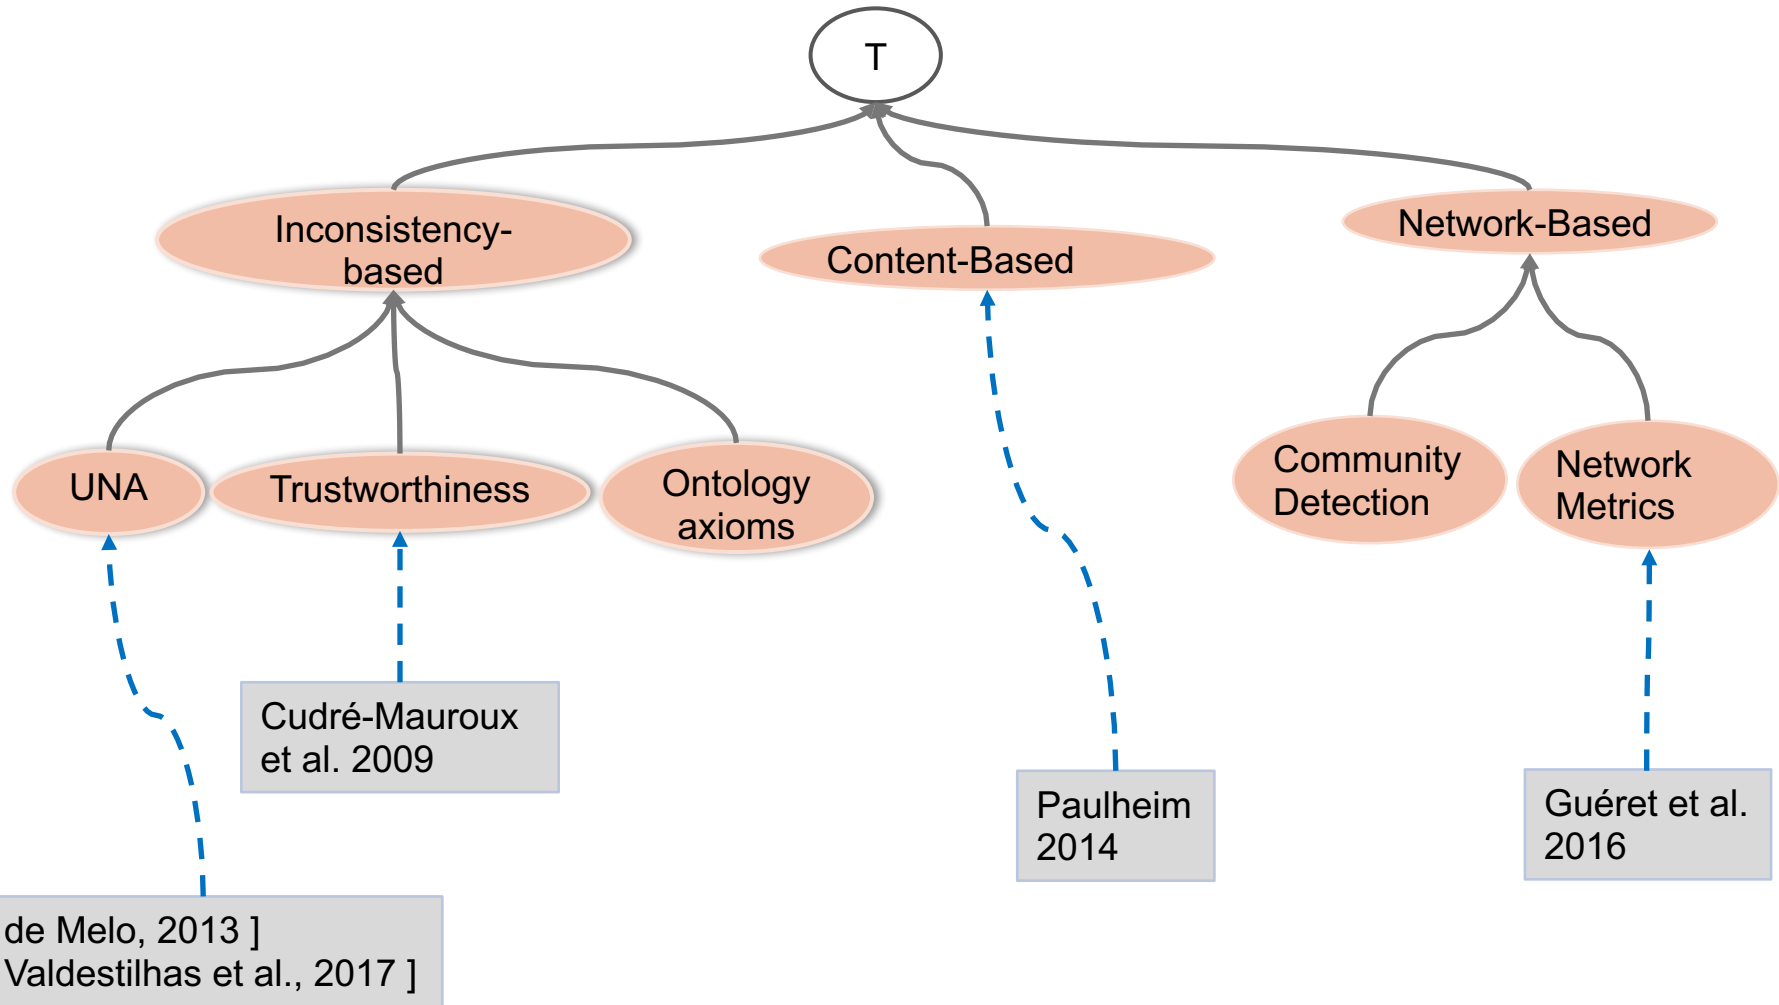 T
Inconsistency-
based
Content-Based
Network-Based
UNA
Trustworthiness
Ontology
axioms
Community
Detection
Network
Metrics
Cudré-Mauroux
et al. 2009
Paulheim
2014
Guéret et al.
2016
de Melo, 2013 ]
Valdestilhas et al., 2017 ]